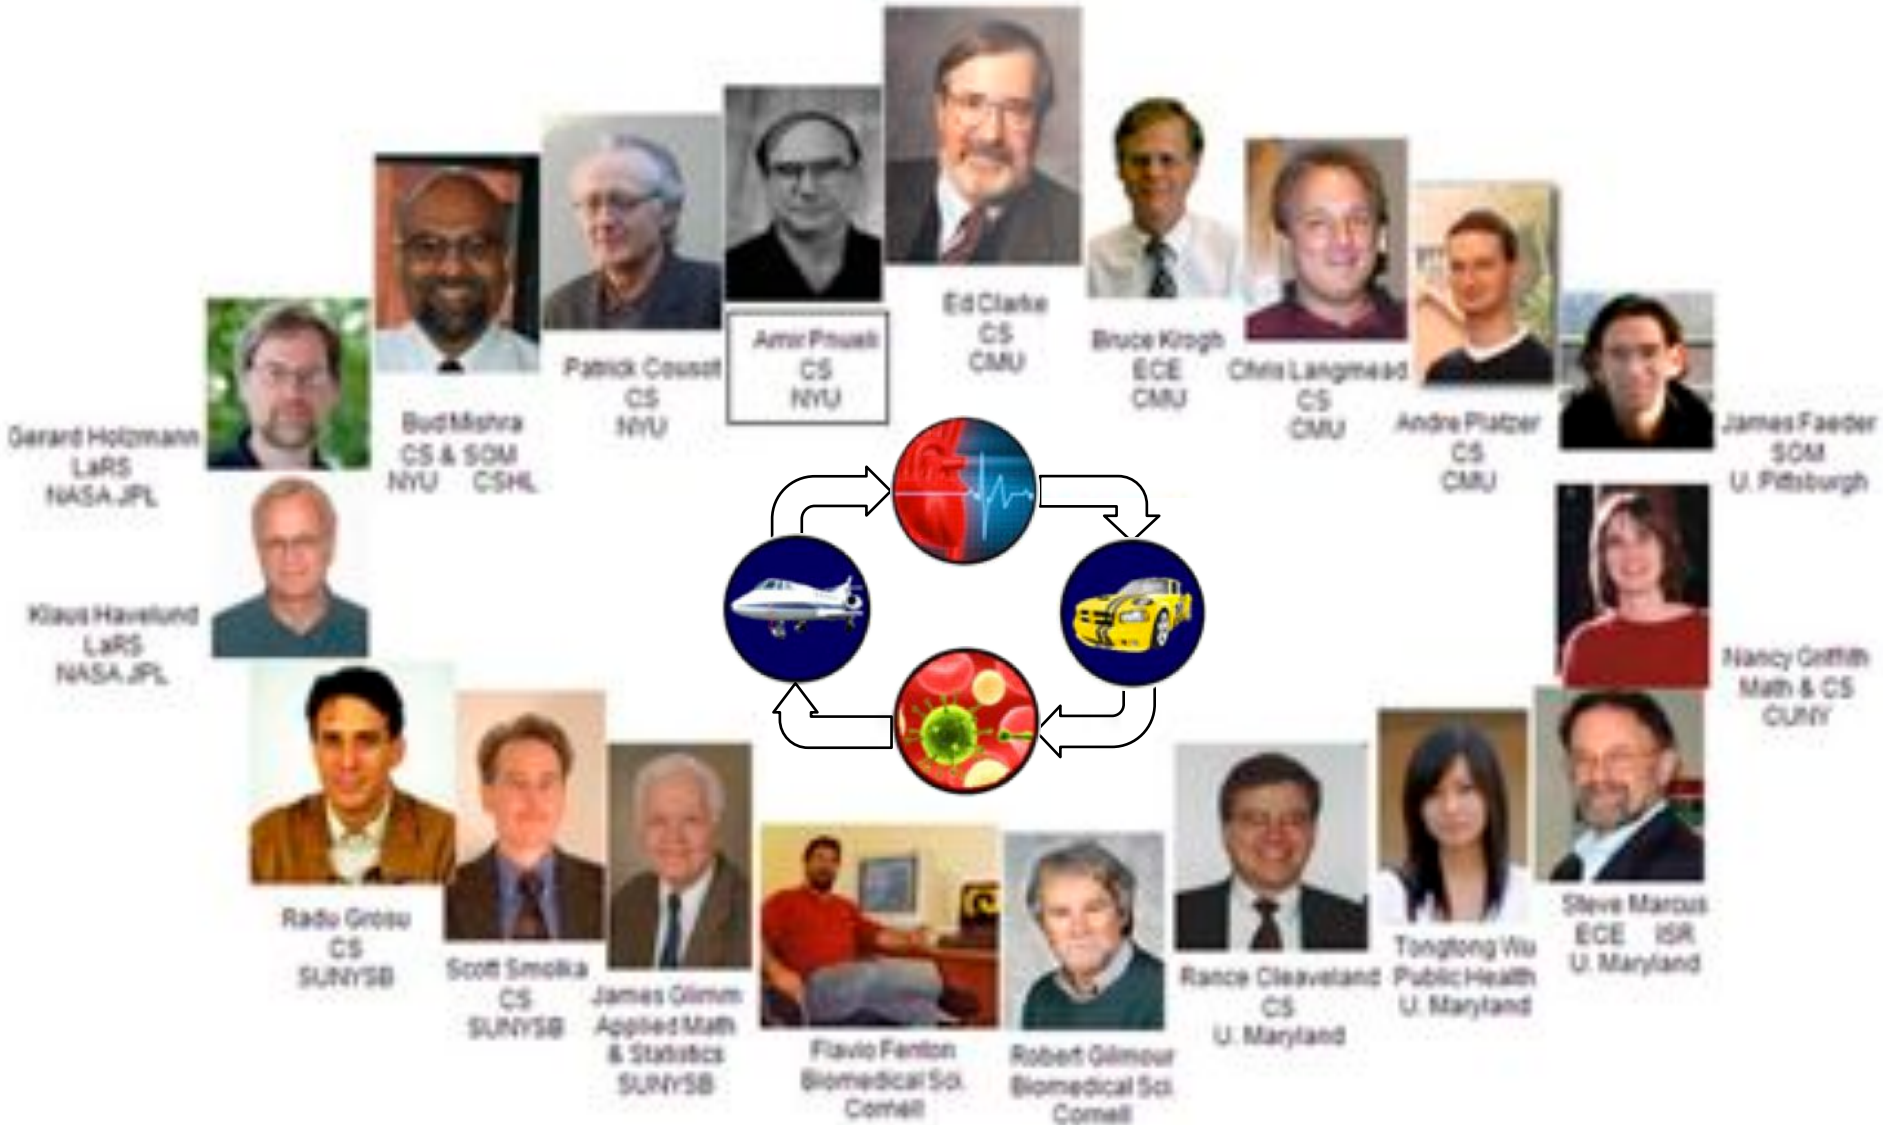 Ed Clarke
CS
CMU
Amir Pnueli
CS
NYU
Bruce Krogh
ECE
CMU
Patrick Cousot
CS
NYU
Chris Langmead
CS
CMU
Bud Mishra
CS & SOM
NYU CSHL
Andre Platzer
CS
CMU
Gerard Holzmann
LaRS
NASA JPL
James Faeder
SOM
U. Pittsburgh
Klaus Havelund
LaRS
NASA JPL
Nancy Griffith
Math & CS
CUNY
Radu Grosu
CS
SUNYSB
Scott Smolka
CS
SUNYSB
James Glimm
Applied Math
& Statistics
SUNYSB
Flavio Fenton
Biomedical Sci.
Cornell
Robert Gilmour
Biomedical Sci.
Cornell
Rance Cleaveland
CS
U. Maryland
Tongtong Wu
Public Health
U. Maryland
Steve Marcus
ECE ISR
U. Maryland